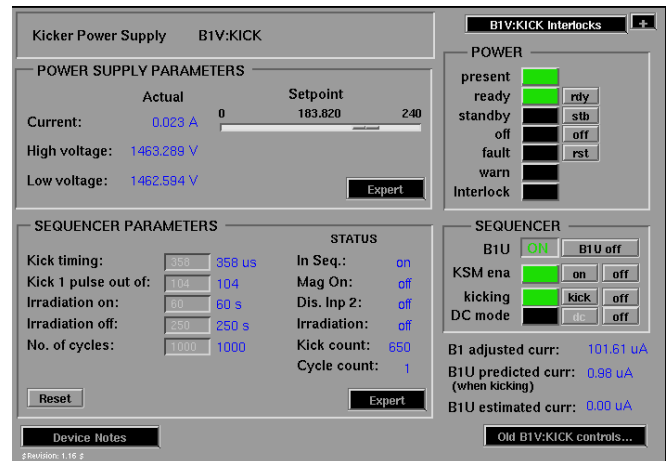 Kicker Power Supply B1V:KICK
B1V:KICK Interlocks +
POWER SUPPLY PARAMETERS
Actual Setpoint
0 183.820 240
Current: 0.023 A
High voltage: 1463.289 V
Low voltage: 1462.594 V
Expert
POWER
present
ready rdy
standby stb
off off
fault rst
warn
Interlock
SEQUENCER PARAMETERS
STATUS
Kick timing: 358 358 us In Seq.: on
Kick 1 pulse out of: 104 104 Mag On: off
Irradiation on: 60 60 s Dis. Inp 2: off
Irradiation off: 250 250 s Irradiation: off
No. of cycles: 1000 1000 Kick count: 650
Cycle count: 1
Reset Expert
SEQUENCER
B1U ON B1U off
KSM ena on off
kicking kick off
DC mode dc off
B1 adjusted curr: 101.61 uA
B1U predicted curr: 0.98 uA
(when kicking)
B1U estimated curr: 0.00 uA
Device Notes Old B1V:KICK controls...
$Revision: 1.16 $